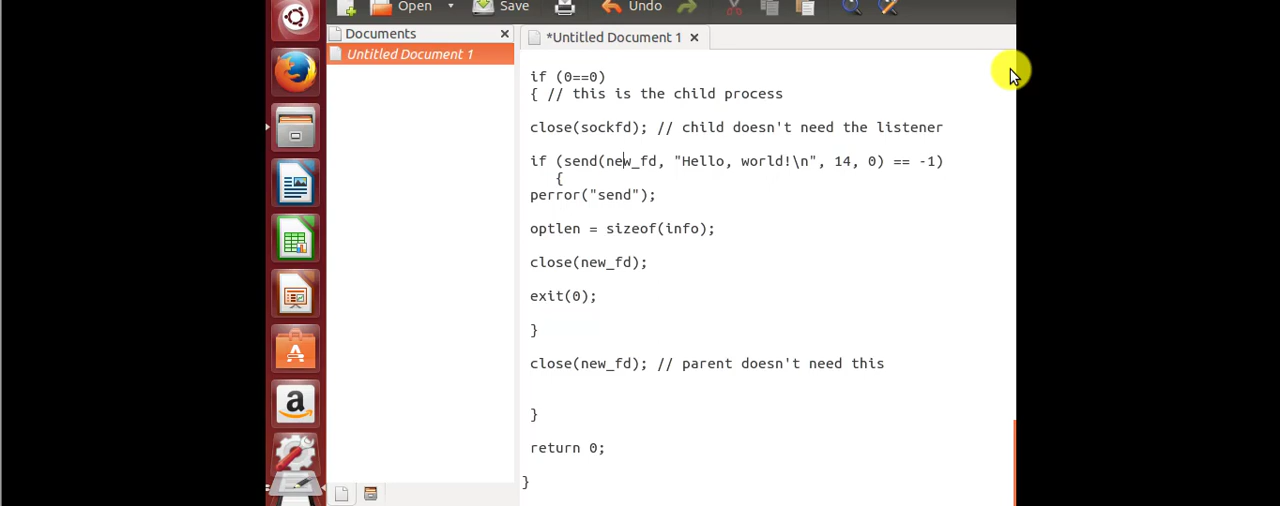 Open Save Undo
Documents
*Untitled Document 1
Untitled Document 1
if (0==0)
{ // this is the child process
close(sockfd); // child doesn't need the listener
if (send(new_fd, "Hello, world!\n", 14, 0) == -1)
{
perror("send");
optlen = sizeof(info);
close(new_fd);
exit(0);
}
close(new_fd); // parent doesn't need this
}
return 0;
}